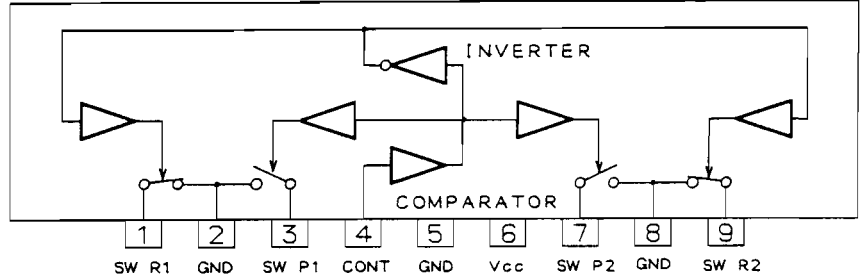 INVERTER
COMPARATOR
1 2 3 4 5 6 7 8 9
SW R1 GND SW P1 CONT GND Vcc SW P2 GND SW R2